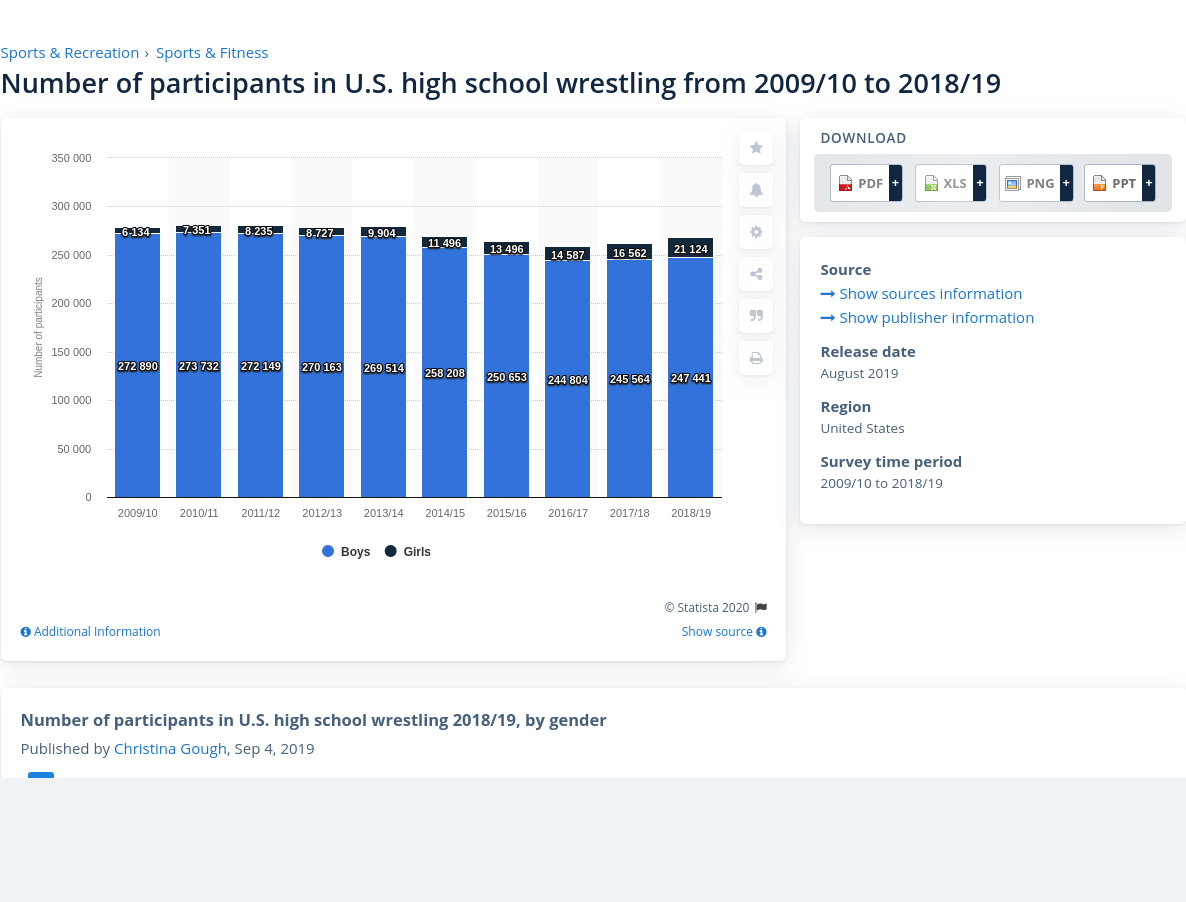 Sports & Recreation › Sports & Fitness
Number of participants in U.S. high school wrestling from 2009/10 to 2018/19
350 000
300 000
250 000
200 000
150 000
100 000
50 000
0
Number of participants
6 134 7 351 8 235 8 727 9 904 11 496 13 496 14 587 16 562 21 124
272 890 273 732 272 149 270 163 269 514 258 208 250 653 244 804 245 564 247 441
2009/10 2010/11 2011/12 2012/13 2013/14 2014/15 2015/16 2016/17 2017/18 2018/19
Boys Girls
© Statista 2020
Additional Information Show source
DOWNLOAD
PDF + XLS + PNG + PPT +
Source
Show sources information
Show publisher information
Release date
August 2019
Region
United States
Survey time period
2009/10 to 2018/19
Number of participants in U.S. high school wrestling 2018/19, by gender
Published by Christina Gough, Sep 4, 2019